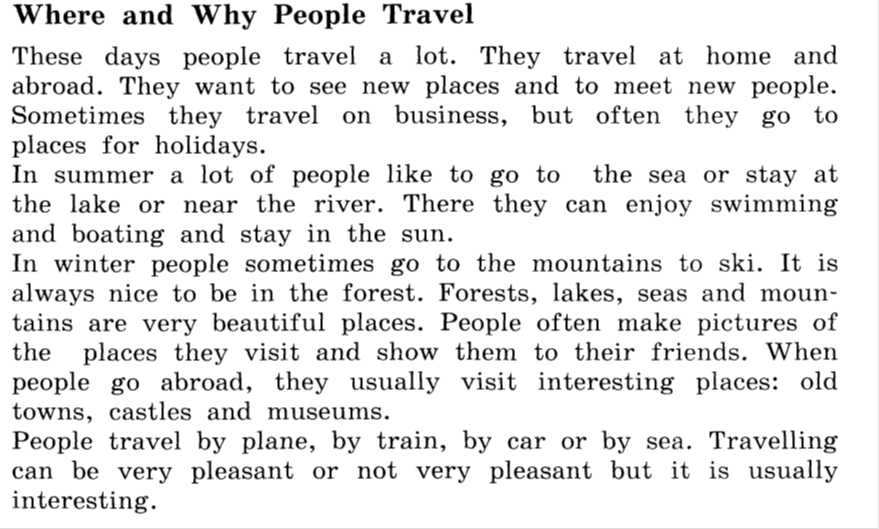 Where and Why People Travel
These days people travel a lot. They travel at home and
abroad. They want to see new places and to meet new people.
Sometimes they travel on business, but often they go to
places for holidays.
In summer a lot of people like to go to the sea or stay at
the lake or near the river. There they can enjoy swimming
and boating and stay in the sun.
In winter people sometimes go to the mountains to ski. It is
always nice to be in the forest. Forests, lakes, seas and moun-
tains are very beautiful places. People often make pictures of
the places they visit and show them to their friends. When
people go abroad, they usually visit interesting places: old
towns, castles and museums.
People travel by plane, by train, by car or by sea. Travelling
can be very pleasant or not very pleasant but it is usually
interesting.